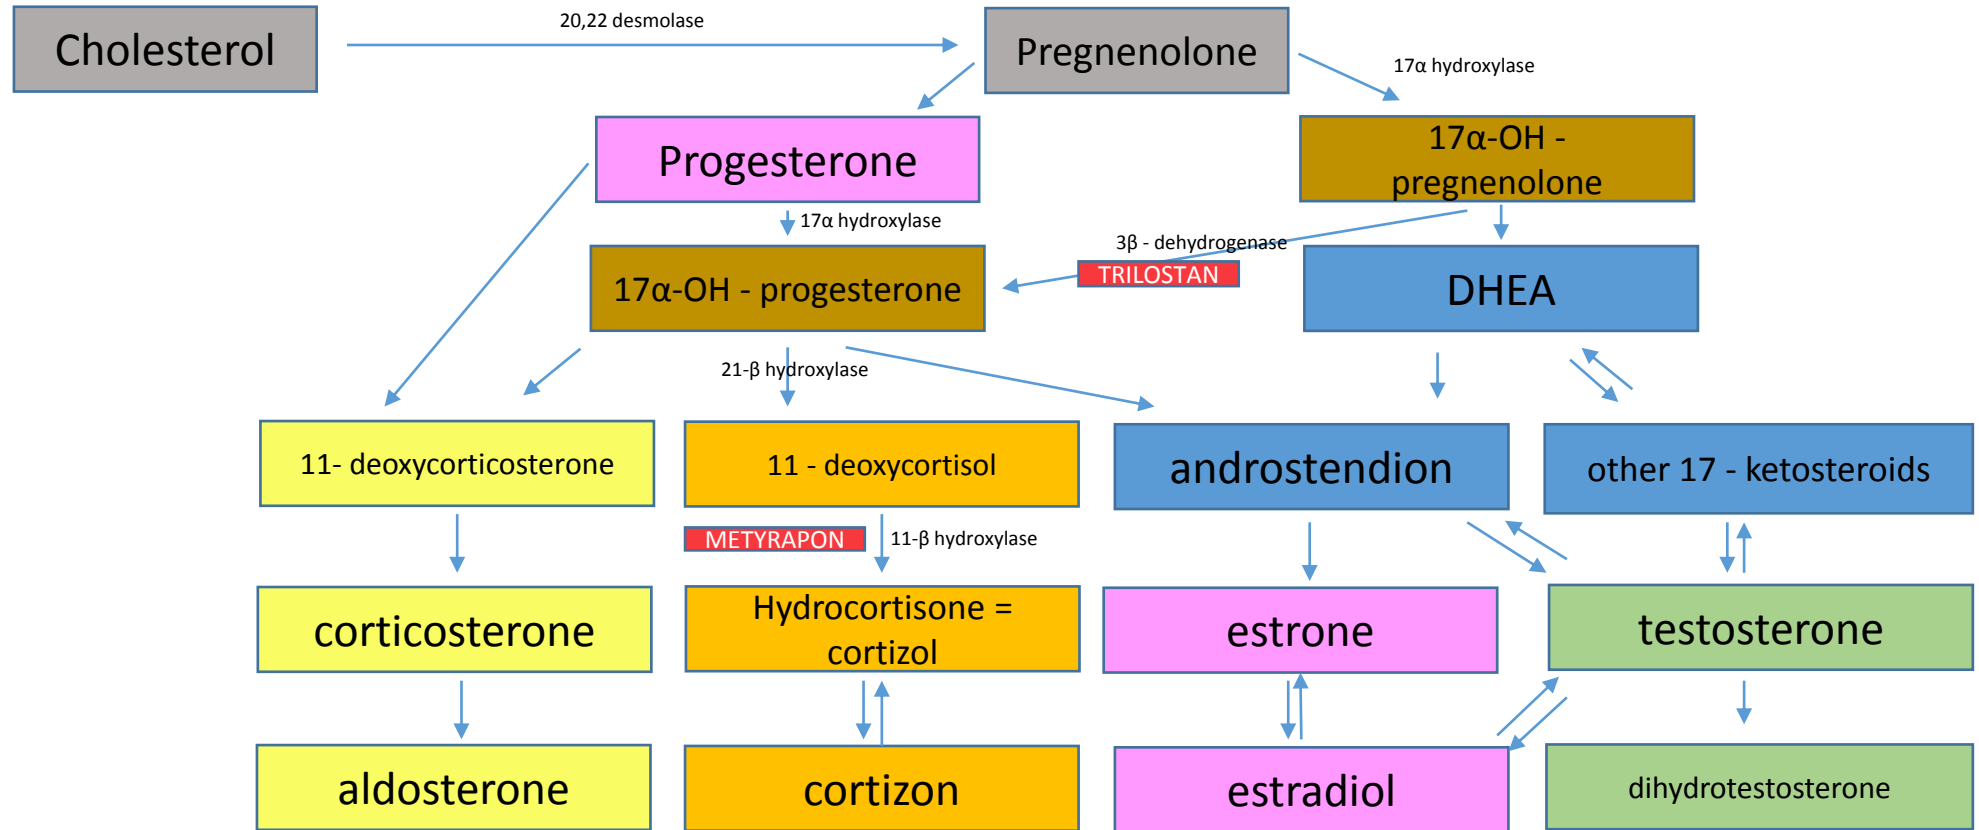 20,22 desmolase
Cholesterol
Pregnenolone
17α hydroxylase
Progesterone
17α-OH -
pregnenolone
17α hydroxylase
3β - dehydrogenase
TRILOSTAN
17α-OH - progesterone
DHEA
21-β hydroxylase
11- deoxycorticosterone
11 - deoxycortisol
androstendion
other 17 - ketosteroids
METYRAPON
11-β hydroxylase
corticosterone
Hydrocortisone =
cortizol
estrone
testosterone
aldosterone
cortizon
estradiol
dihydrotestosterone